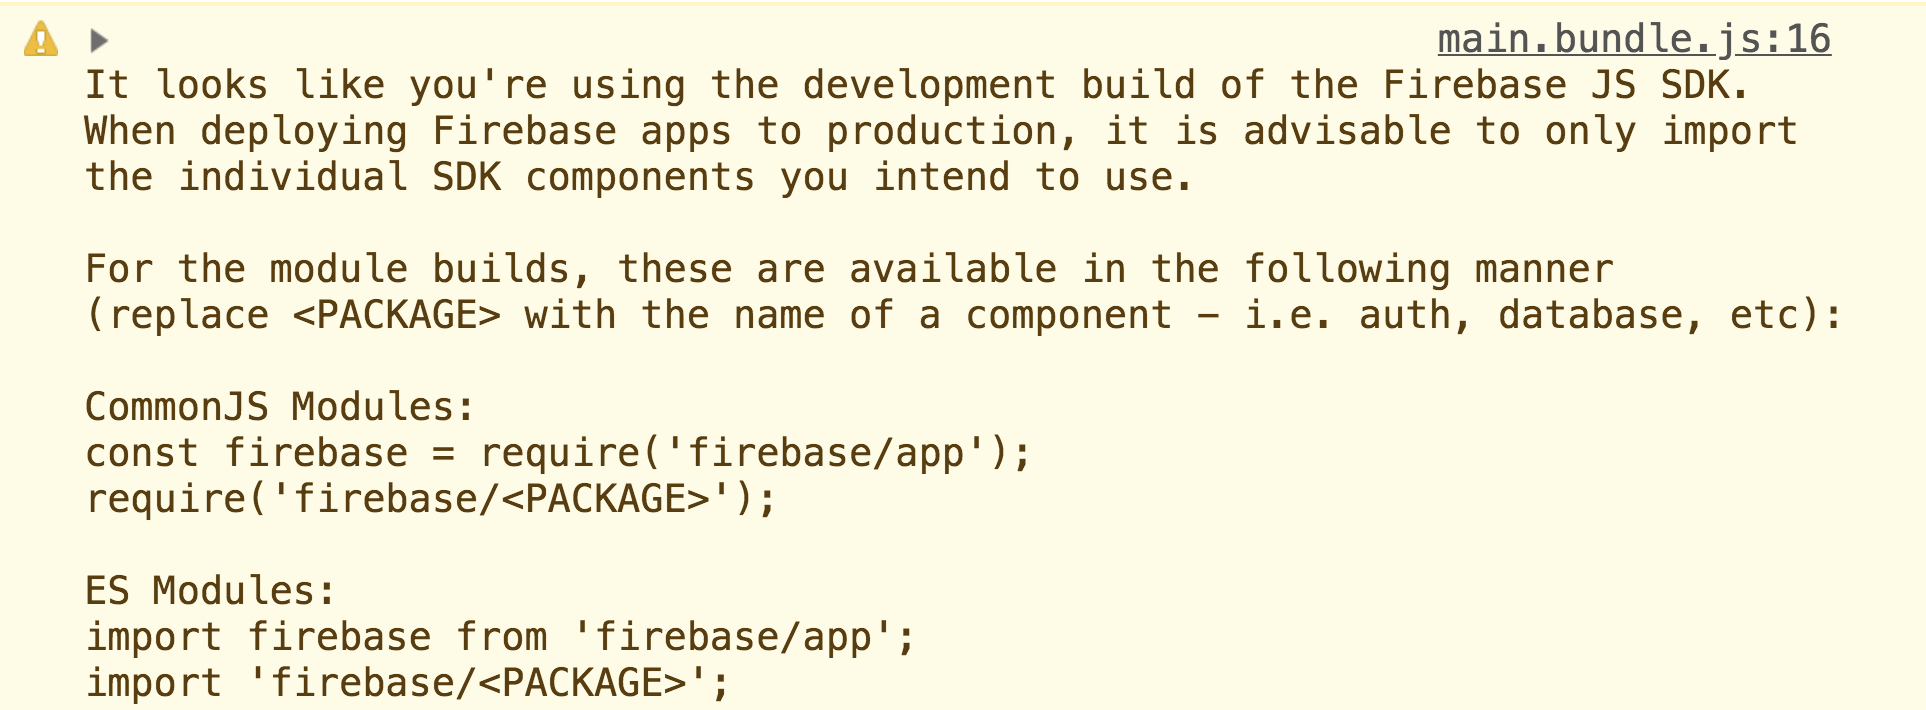 main.bundle.js:16
It looks like you're using the development build of the Firebase JS SDK.
When deploying Firebase apps to production, it is advisable to only import
the individual SDK components you intend to use.
For the module builds, these are available in the following manner
(replace <PACKAGE> with the name of a component – i.e. auth, database, etc):
CommonJS Modules:
const firebase = require('firebase/app');
require('firebase/<PACKAGE>');
ES Modules:
import firebase from 'firebase/app';
import 'firebase/<PACKAGE>';